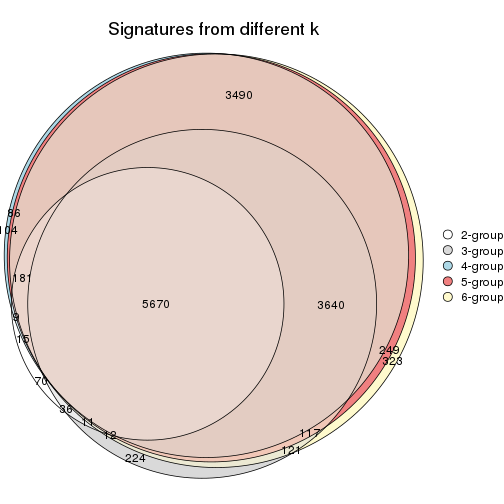 Signatures from different k
3490
86
104
181
5670
3640
9
15
249
323
70
36
11
12
117
121
224
2-group
3-group
4-group
5-group
6-group